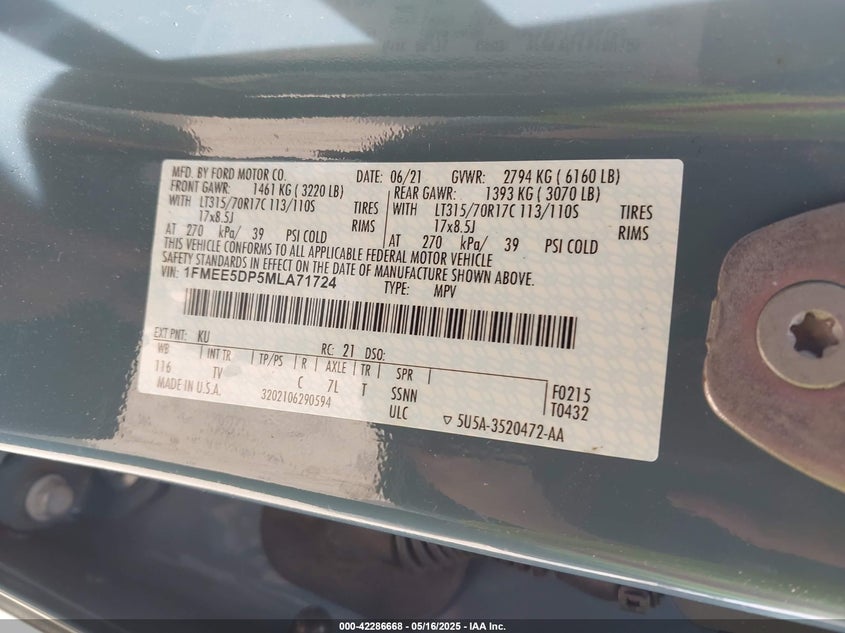 MFD. BY FORD MOTOR CO. DATE: 06/21 GVWR: 2794 KG ( 6160 LB)
FRONT GAWR: 1461 KG ( 3220 LB) REAR GAWR: 1393 KG ( 3070 LB)
WITH LT315/70R17C 113/110S TIRES WITH LT315/70R17C 113/110S TIRES
17x8.5J RIMS 17x8.5J RIMS
AT 270 kPa/ 39 PSI COLD AT 270 kPa/ 39 PSI COLD
THIS VEHICLE CONFORMS TO ALL APPLICABLE FEDERAL MOTOR VEHICLE
SAFETY STANDARDS IN EFFECT ON THE DATE OF MANUFACTURE SHOWN ABOVE.
VIN: 1FMEE5DP5MLA71724 TYPE: MPV
EXT PNT: KU RC: 21 DSO:
WB INT TR TP/PS R AXLE TR SPR
116 TV C 7L T SSNN F0215
MADE IN U.S.A. 3202106290594 ULC T0432
5U5A-3520472-AA
000-42286668 - 05/16/2025 - IAA Inc.